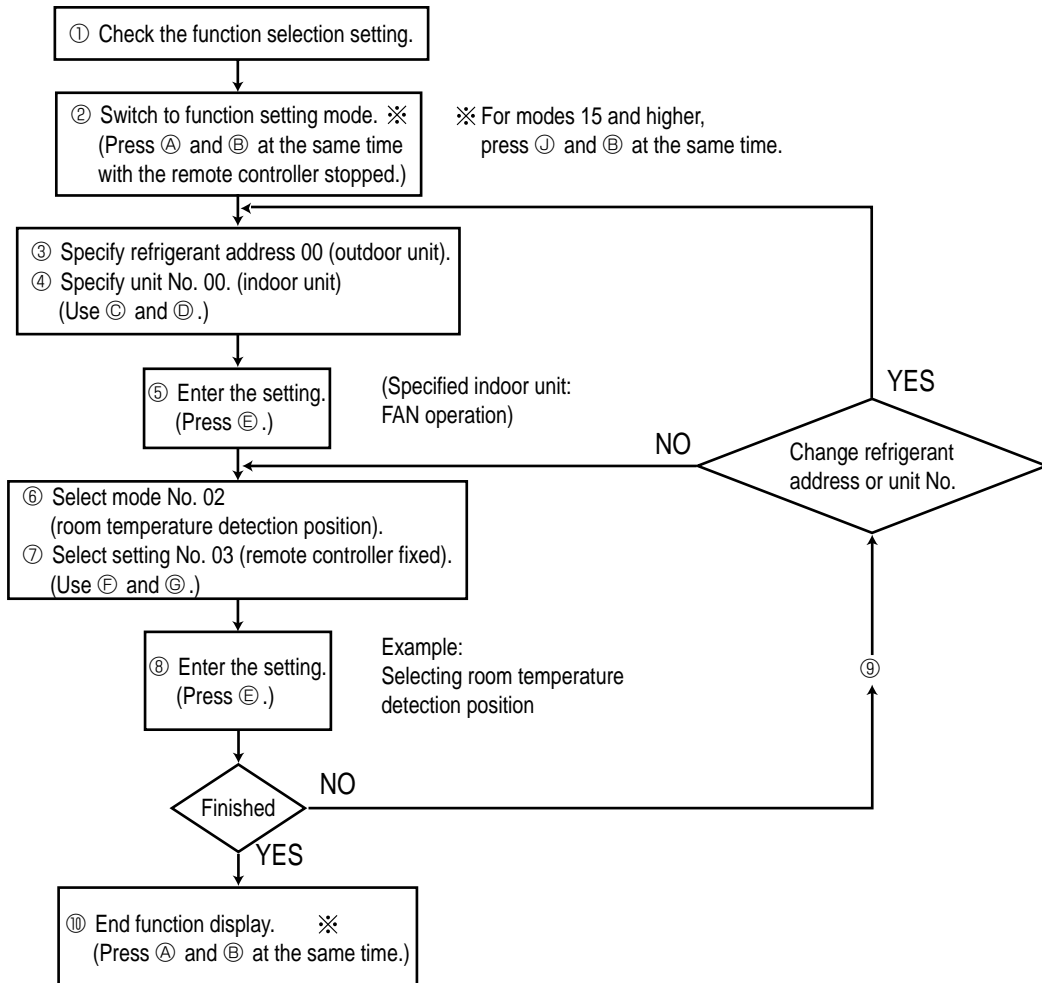 ① Check the function selection setting.
② Switch to function setting mode. ※
(Press Ⓐ and Ⓑ at the same time
with the remote controller stopped.)
※ For modes 15 and higher,
press Ⓙ and Ⓑ at the same time.
③ Specify refrigerant address 00 (outdoor unit).
④ Specify unit No. 00. (indoor unit)
(Use Ⓒ and Ⓓ.)
⑤ Enter the setting.
(Press Ⓔ.)
(Specified indoor unit:
FAN operation)
YES
NO
Change refrigerant
address or unit No.
⑥ Select mode No. 02
(room temperature detection position).
⑦ Select setting No. 03 (remote controller fixed).
(Use Ⓕ and Ⓖ.)
⑧ Enter the setting.
(Press Ⓔ.)
Example:
Selecting room temperature
detection position
⑨
Finished
NO
YES
⑩ End function display. ※
(Press Ⓐ and Ⓑ at the same time.)